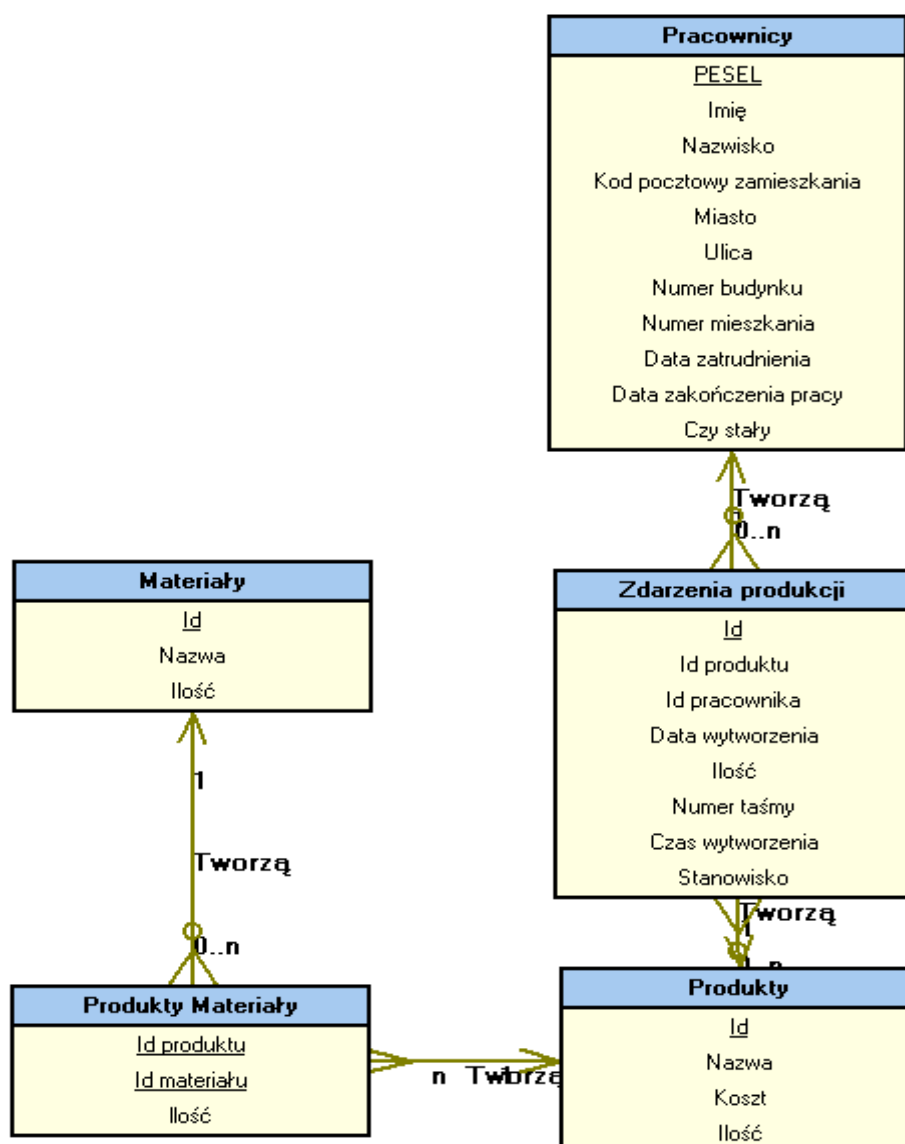 Pracownicy
PESEL
Imię
Nazwisko
Kod pocztowy zamieszkania
Miasto
Ulica
Numer budynku
Numer mieszkania
Data zatrudnienia
Data zakończenia pracy
Czy stały
Tworzą
0..n
Materiały
Id
Nazwa
Ilość
1
Tworzą
0..n
Zdarzenia produkcji
Id
Id produktu
Id pracownika
Data wytworzenia
Ilość
Numer taśmy
Czas wytworzenia
Stanowisko
Tworzą
1
Produkty Materiały
Id produktu
Id materiału
Ilość
n Tworzą
Produkty
Id
Nazwa
Koszt
Ilość